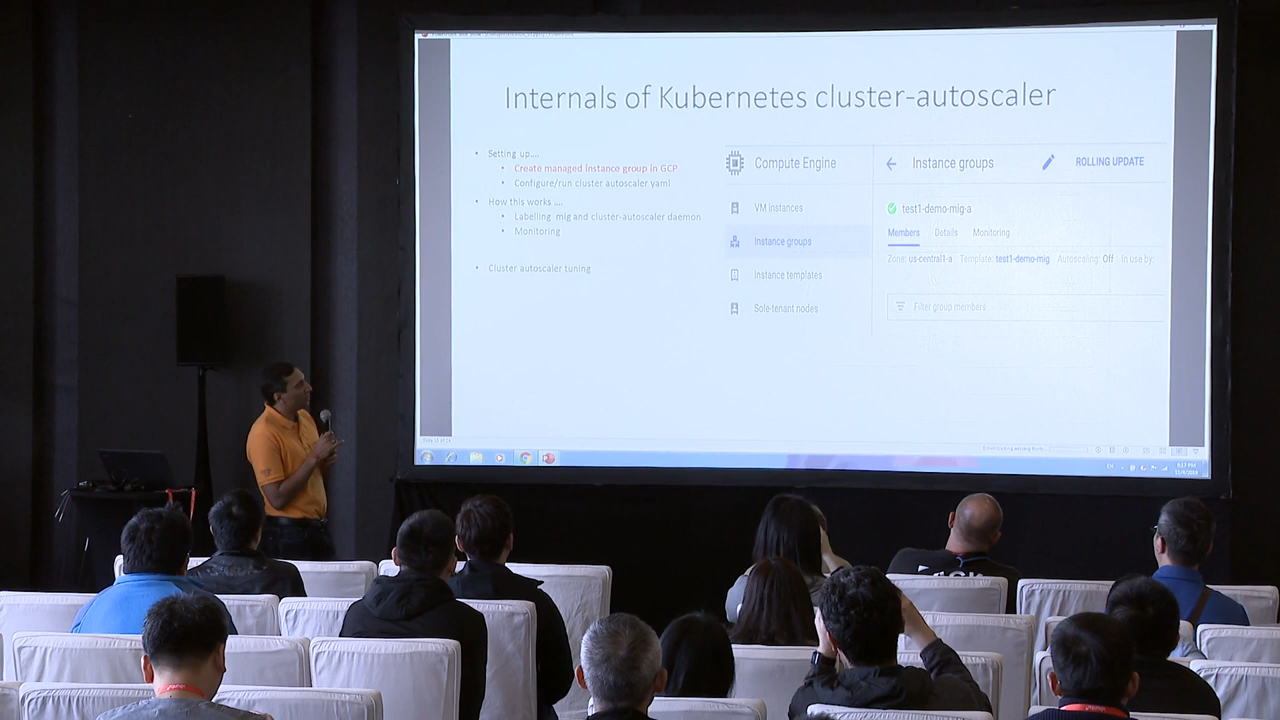 Internals of Kubernetes cluster-autoscaler
• Setting up....
• Create managed instance group in GCP
• Configure/run cluster autoscaler yaml
• How this works ....
• Labelling mig and cluster-autoscaler daemon
• Monitoring
• Cluster autoscaler tuning
Compute Engine
VM instances
Instance groups
Instance templates
Sole-tenant nodes
Instance groups
ROLLING UPDATE
test1-demo-mig-a
Members Details Monitoring
Zone: us-central1-a Template: test1-demo-mig Autoscaling: Off In use by:
Filter group members
EN